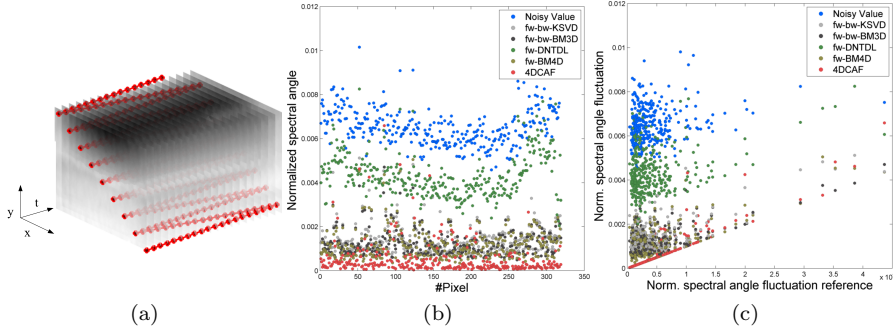 y
t
x
(a)
Normalized spectral angle
0.012
0.01
0.008
0.006
0.004
0.002
0
0
50
100
150
200
250
300
350
#Pixel
Noisy Value
fw-bw-KSVD
fw-bw-BM3D
fw-DNTDL
fw-BM4D
4DCAF
(b)
Norm. spectral angle fluctuation
0.012
0.01
0.008
0.006
0.004
0.002
0
0
0.5
1
1.5
2
2.5
3
3.5
4
x 10
Norm. spectral angle fluctuation reference
Noisy Value
fw-bw-KSVD
fw-bw-BM3D
fw-DNTDL
fw-BM4D
4DCAF
(c)